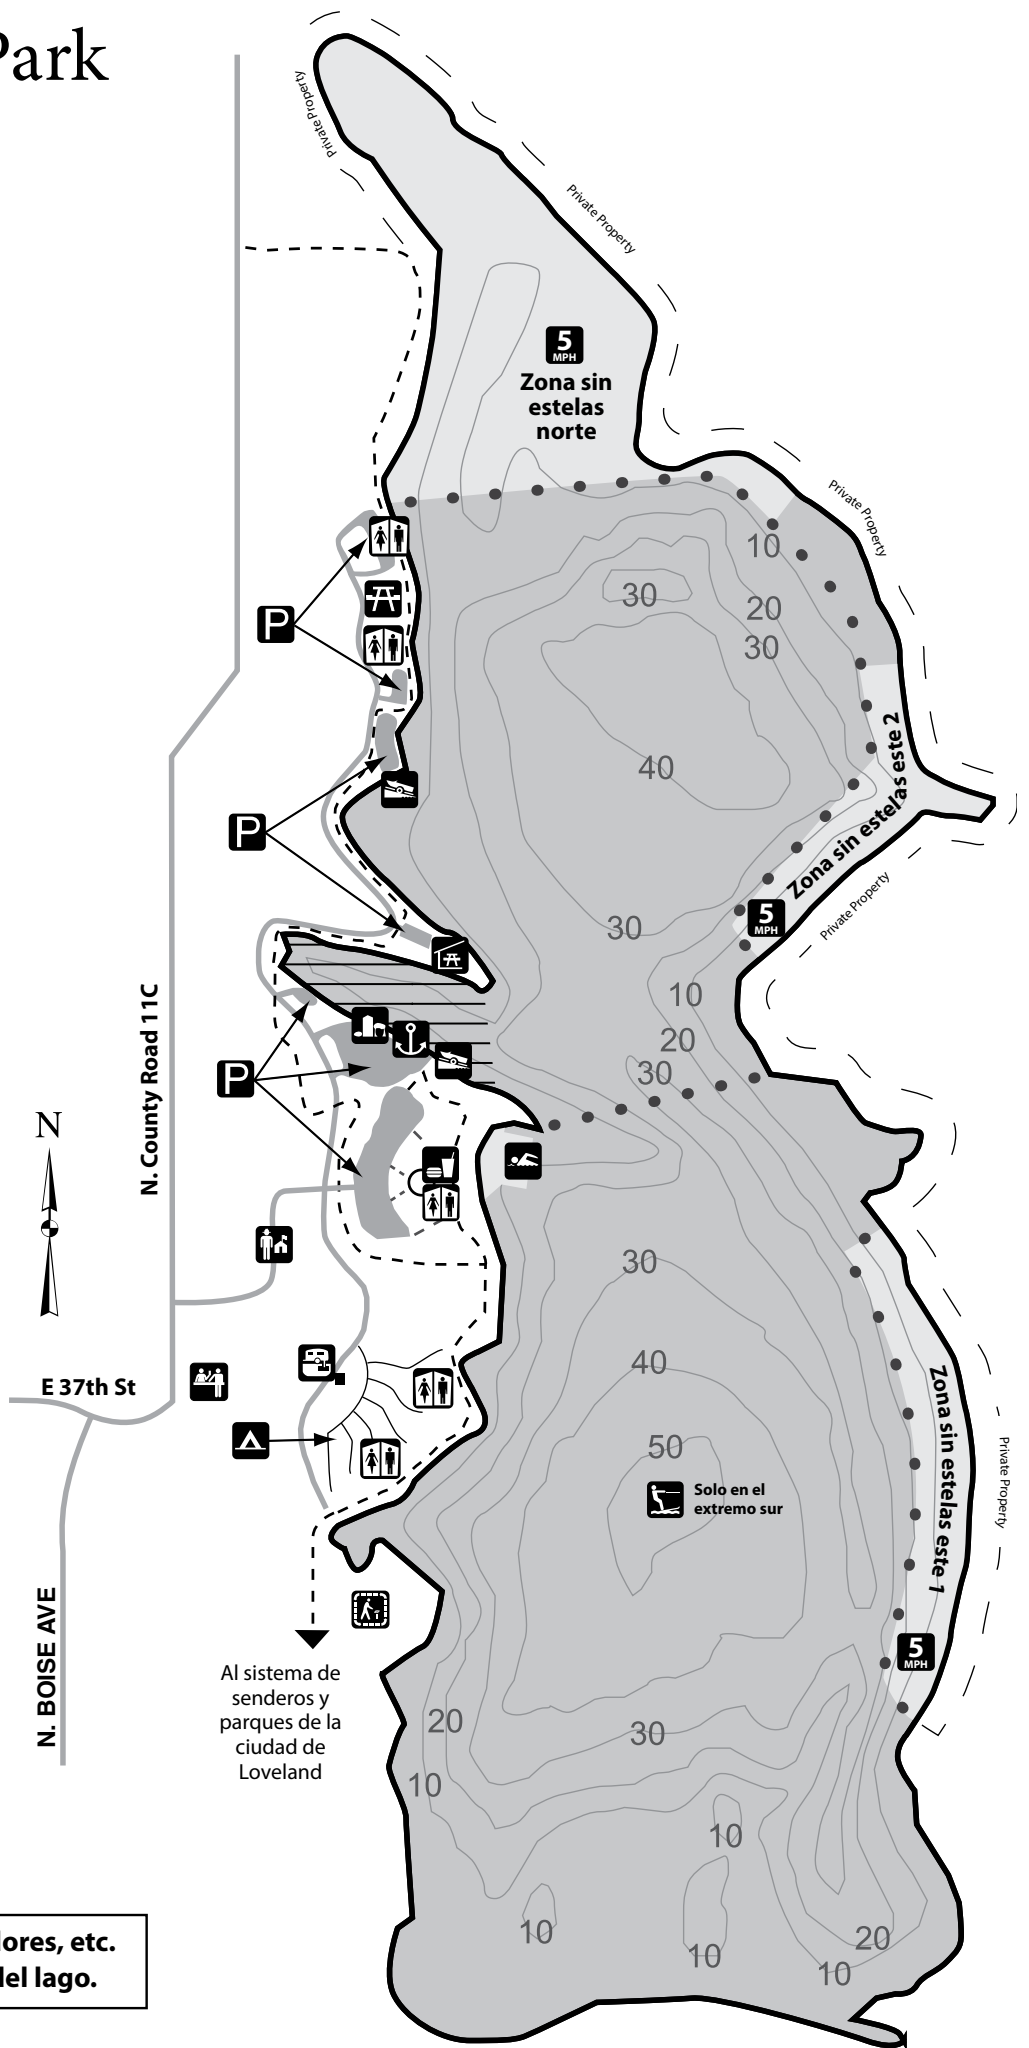 Park
Private Property
Private Property
5
MPH
Zona sin
estelas
norte
Private Property
10
30
20
30
P
40
Zona sin estelas este 2
P
5
MPH
Private Property
30
10
20
30
N. County Road 11C
P
N
30
40
E 37th St
Zona sin estelas este 1
Private Property
50
Solo en el
extremo sur
N. BOISE AVE
5
MPH
Al sistema de
senderos y
parques de la
ciudad de
Loveland
20
30
10
10
10
10
20
10
lores, etc.
del lago.